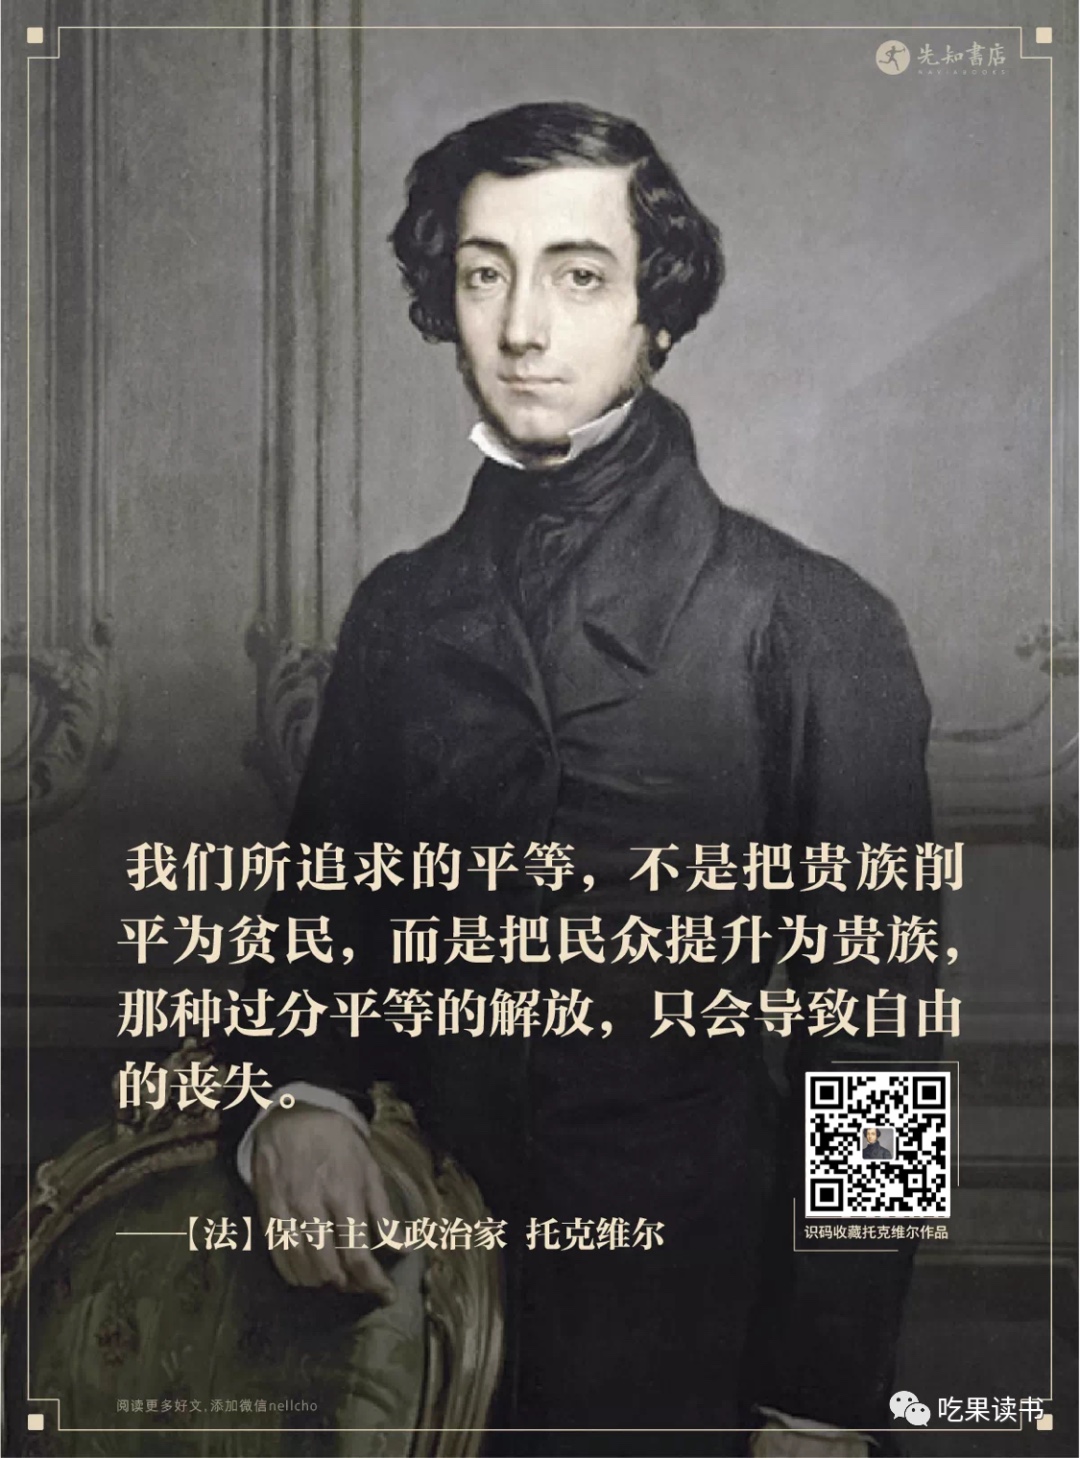 先知書店
我们所追求的平等，不是把贵族削
平为贫民，而是把民众提升为贵族，
那种过分平等的解放，只会导致自由
的丧失。
——【法】保守主义政治家 托克维尔
识码收藏托克维尔作品
阅读更多好文，添加微信nellcho
吃果读书